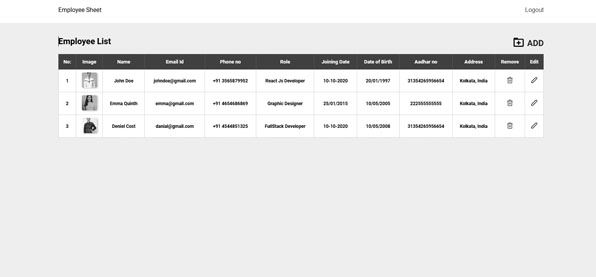 Employee Sheet Logout
Employee List ADD
No: Image Name Email Id Phone no Role Joining Date Date of Birth Aadhar no Address Remove Edit
1 John Doe johndoe@gmail.com +91 3565879902 React Js Developer 10-10-2020 20/01/1997 31354265956654 Kolkata, India
2 Emma Quinth emma@gmail.com +91 4654686869 Graphic Designer 25/01/2015 10/05/2005 222355555555 Kolkata, India
3 Deniel Cost danial@gmail.com +91 4544851325 FullStack Developer 10-10-2020 10/05/2008 31354265956654 Kolkata, India